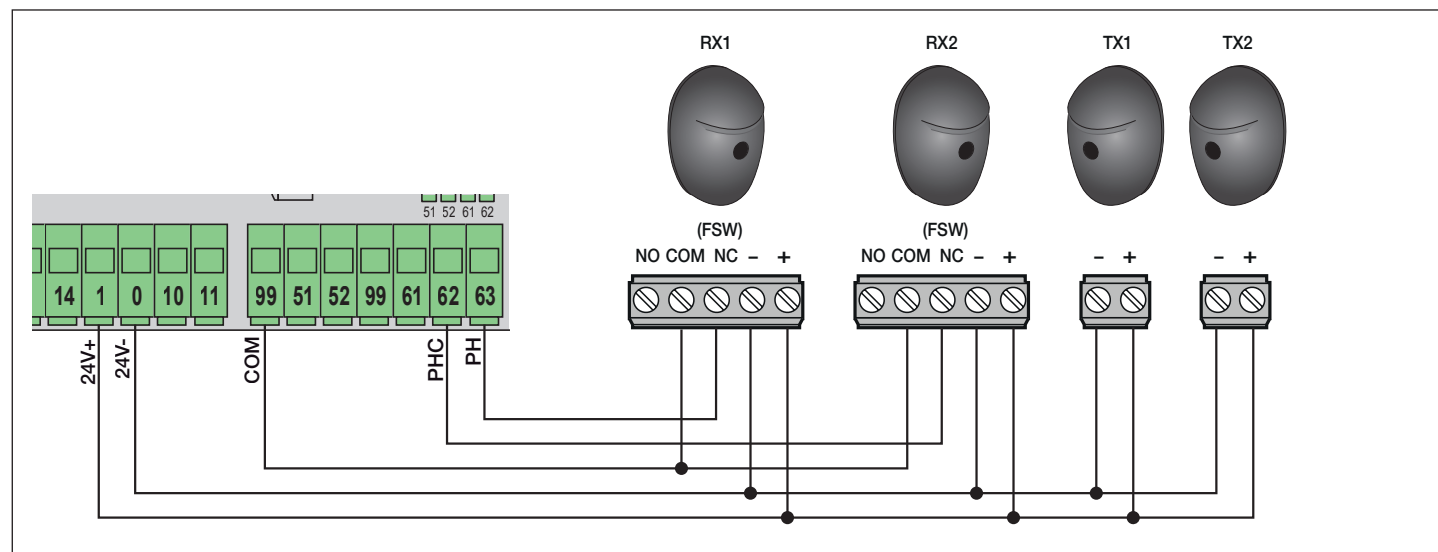 RX1 RX2 TX1 TX2
51 52 61 62
(FSW) (FSW)
NO COM NC – + NO COM NC – + – + – +
14 1 0 10 11 99 51 52 99 61 62 63
24V+ 24V- COM PHC PH